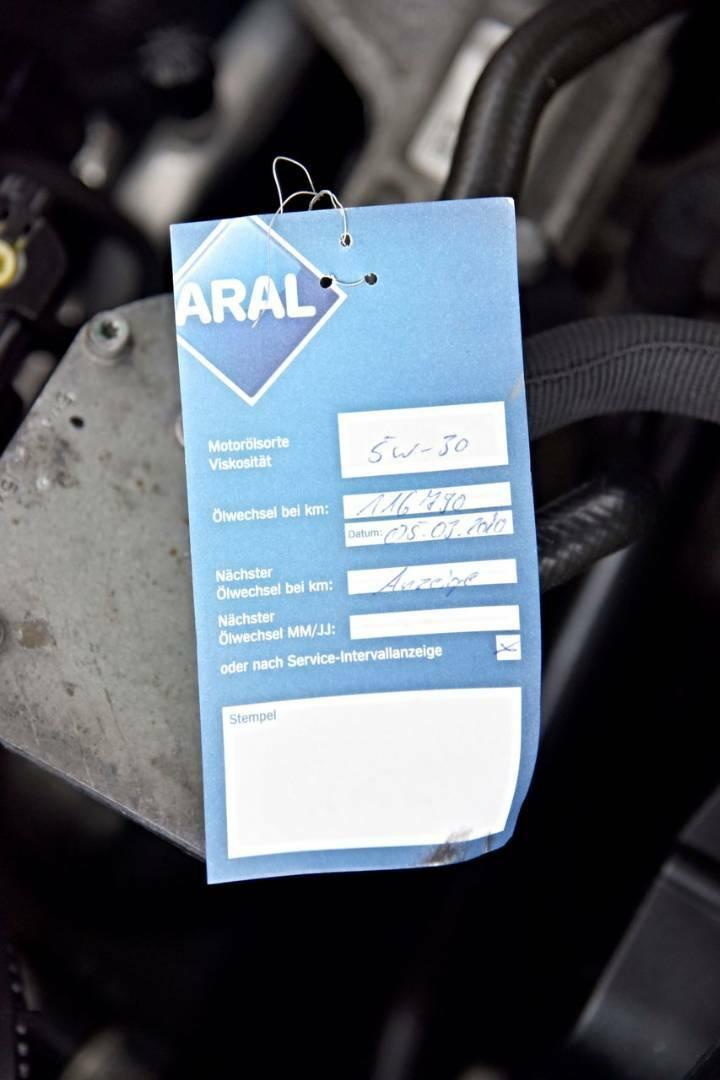 ARAL
Motorölsorte
Viskosität
5W-30
Ölwechsel bei km:
116790
Datum: 05.03.2010
Nächster
Ölwechsel bei km:
Anzeige
Nächster
Ölwechsel MM/JJ:
oder nach Service-Intervallanzeige
Stempel